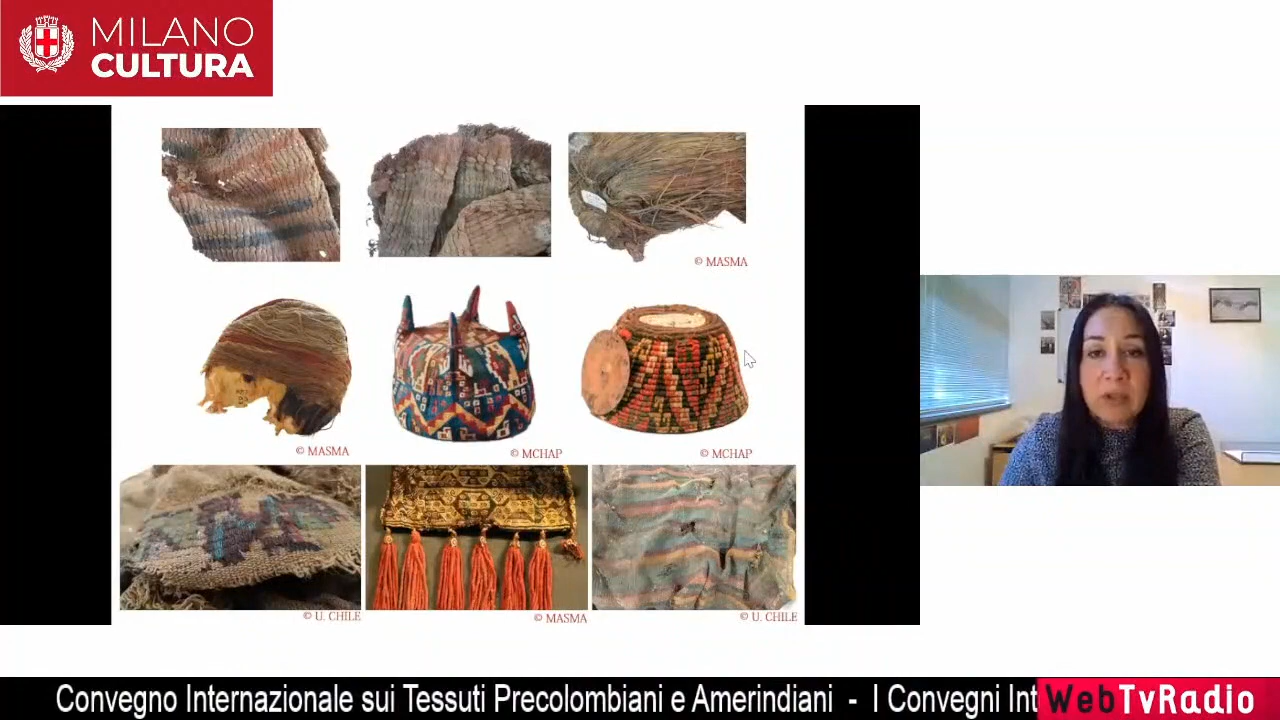 MILANO
CULTURA
© MASMA
© MASMA
© MCHAP
© MCHAP
© U. CHILE
© MASMA
© U. CHILE
Convegno Internazionale sui Tessuti Precolombiani e Amerindiani - I Convegni Int
WebTvRadio